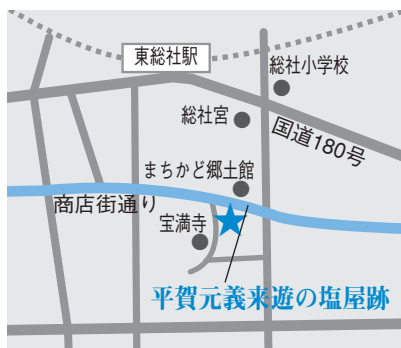 東総社駅
総社小学校
総社宮
国道180号
まちかど郷土館
商店街通り
宝満寺
平賀元義来遊の塩屋跡